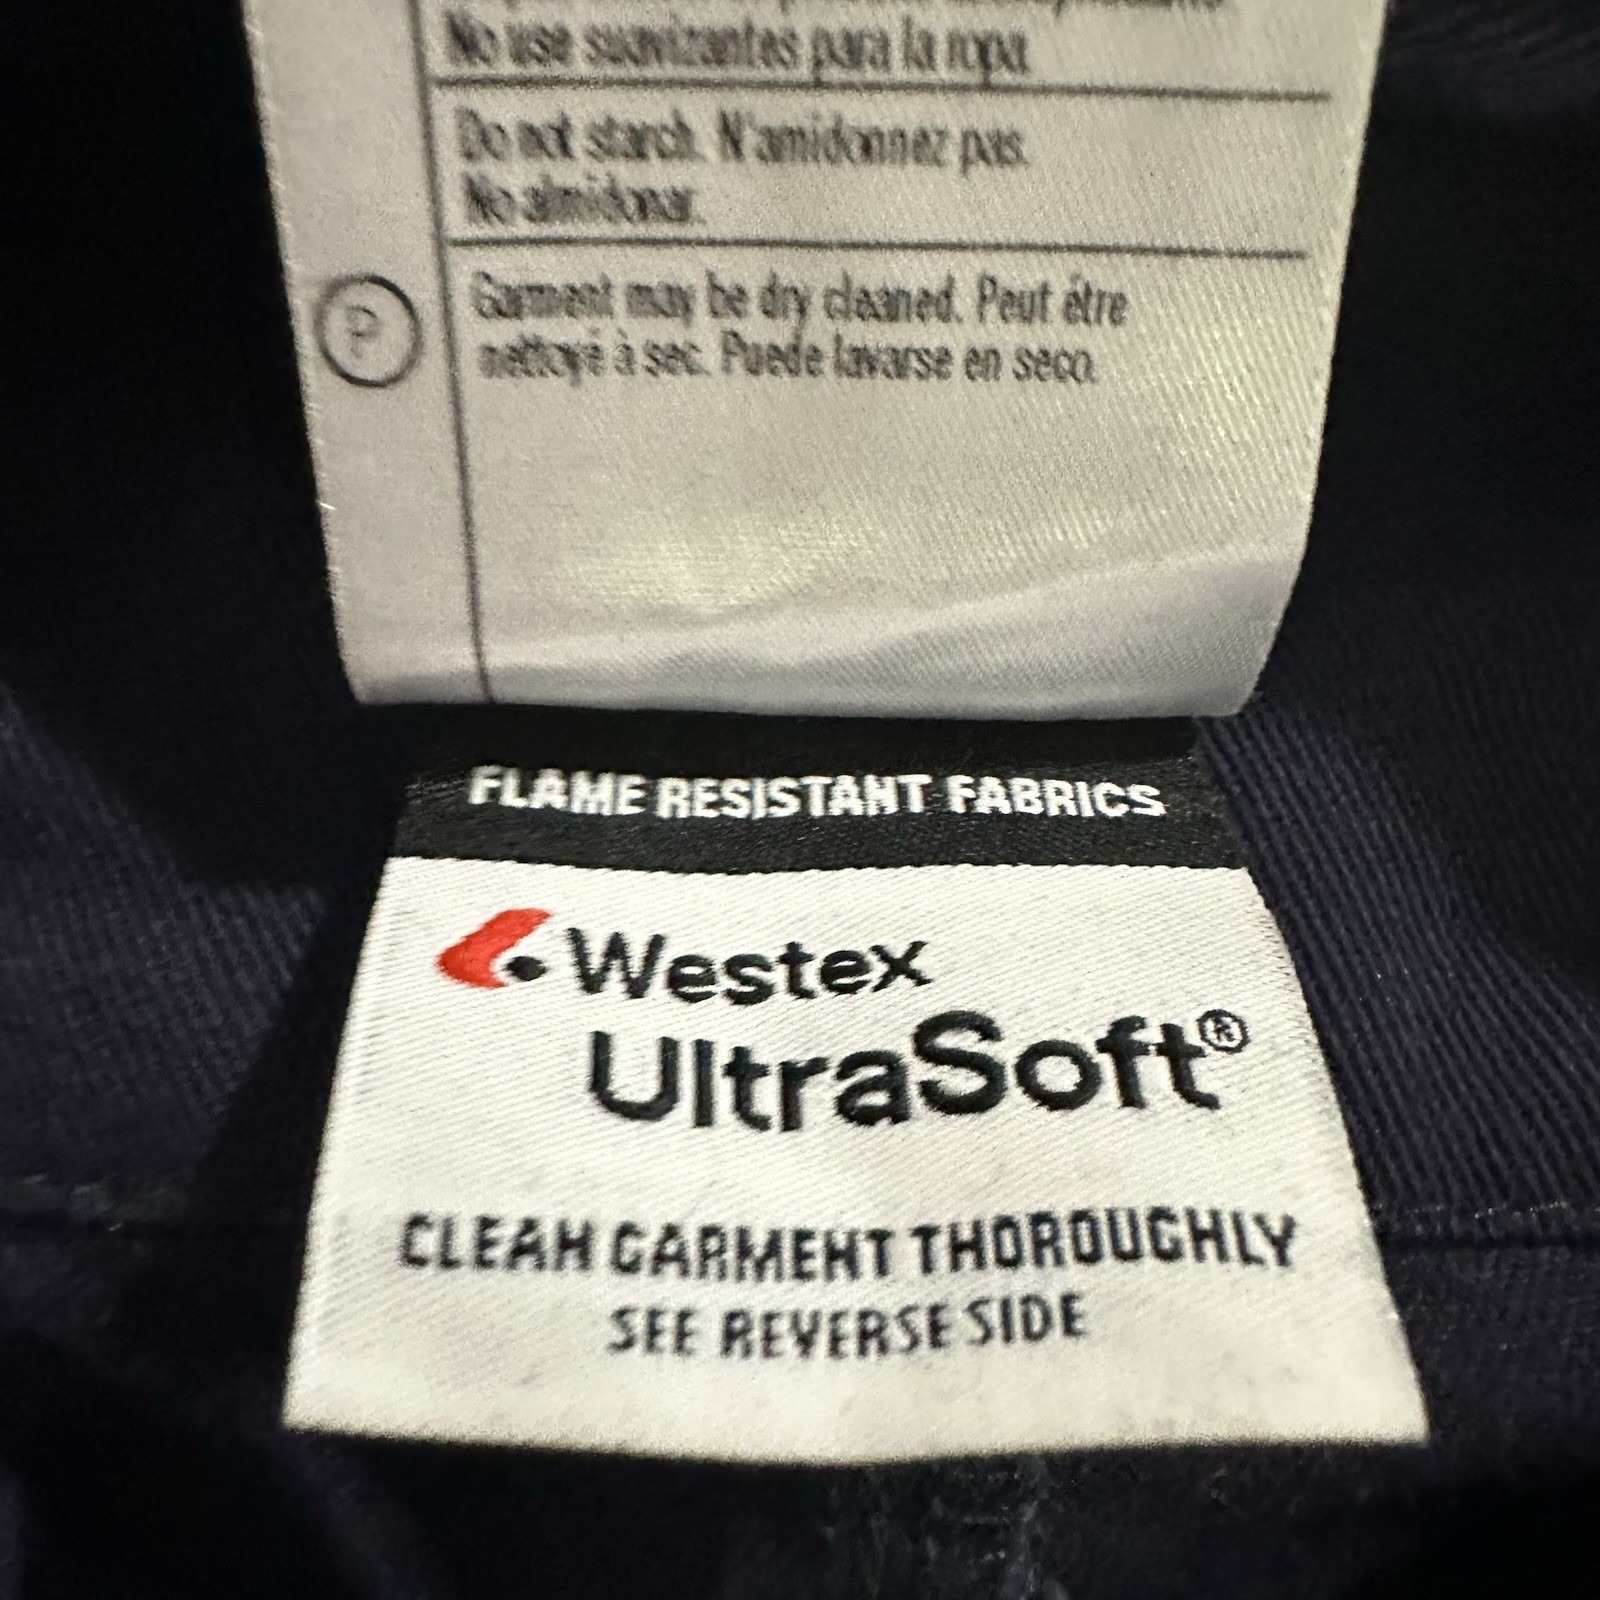 No use suavizantes para la ropa
Do not starch. N'amidonnez pas.
No almidonar.
P
Garment may be dry cleaned. Peut être
nettoyé à sec. Puede lavarse en seco.
FLAME RESISTANT FABRICS
Westex
UltraSoft®
CLEAN GARMENT THOROUGHLY
SEE REVERSE SIDE